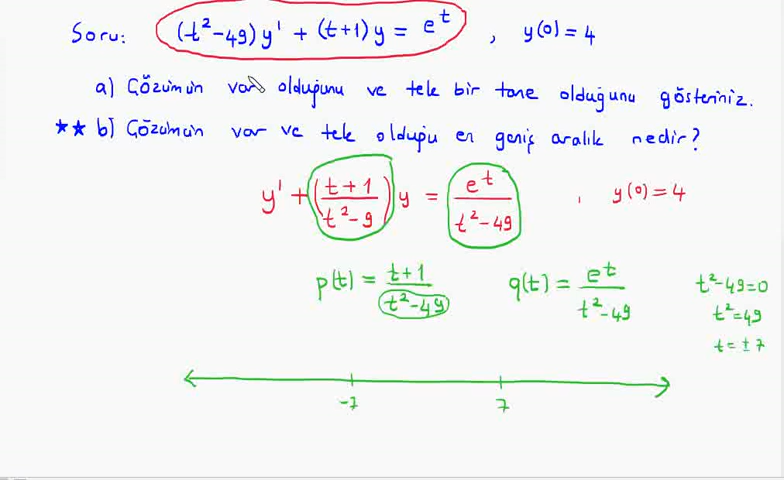 Soru: (t²-49)y' + (t+1)y = eᵗ , y(0)=4
a) Çözümün var olduğunu ve tek bir tane olduğunu gösteriniz.
★★ b) Çözümün var ve tek olduğu en geniş aralık nedir?
y' + ((t+1)/(t²-9)) y = eᵗ/(t²-49) , y(0)=4
p(t) = (t+1)/(t²-49) q(t) = eᵗ/(t²-49) t²-49=0
t²=49
t=±7
-7 7